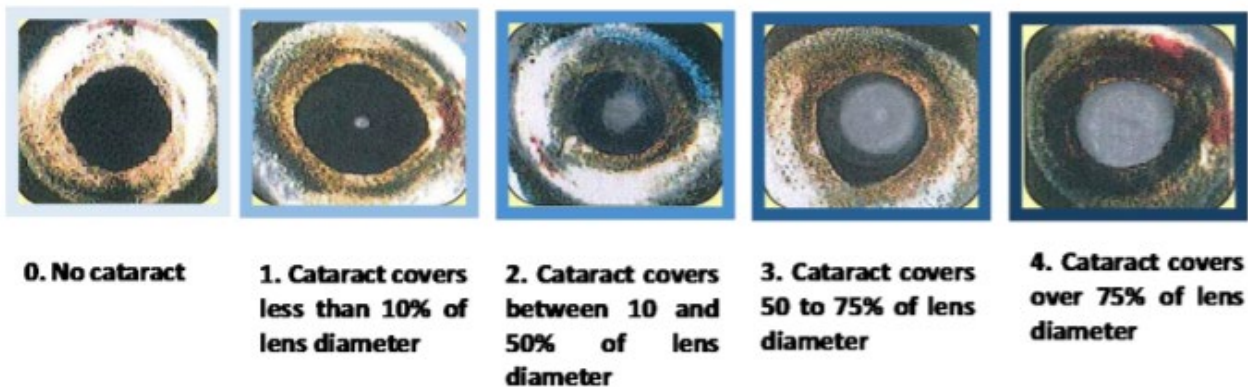 0. No cataract
1. Cataract covers
less than 10% of
lens diameter
2. Cataract covers
between 10 and
50% of lens
diameter
3. Cataract covers
50 to 75% of lens
diameter
4. Cataract covers
over 75% of lens
diameter